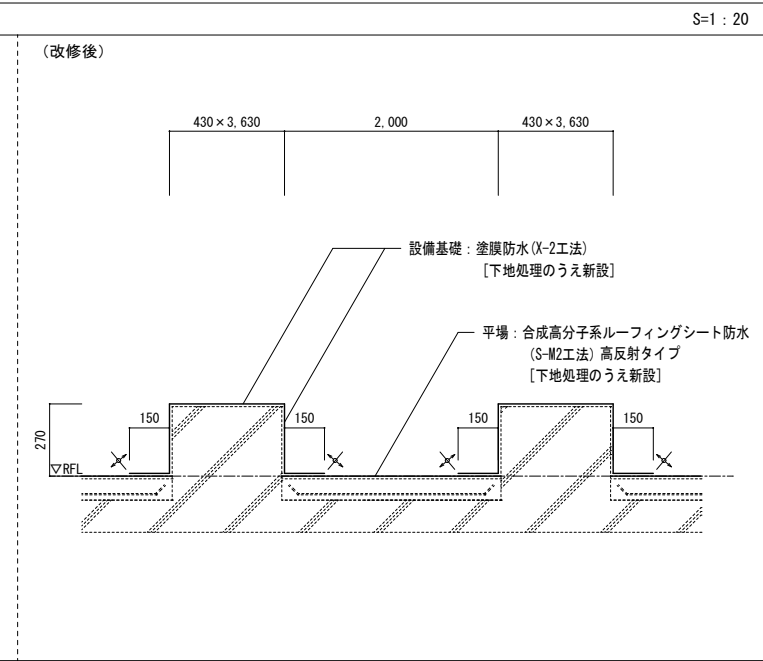 S=1：20
（改修後）
430×3,630
2,000
430×3,630
設備基礎：塗膜防水(X-2工法)
[下地処理のうえ新設]
平場：合成高分子系ルーフィングシート防水
(S-M2工法) 高反射タイプ
[下地処理のうえ新設]
150
150
150
150
270
▽RFL